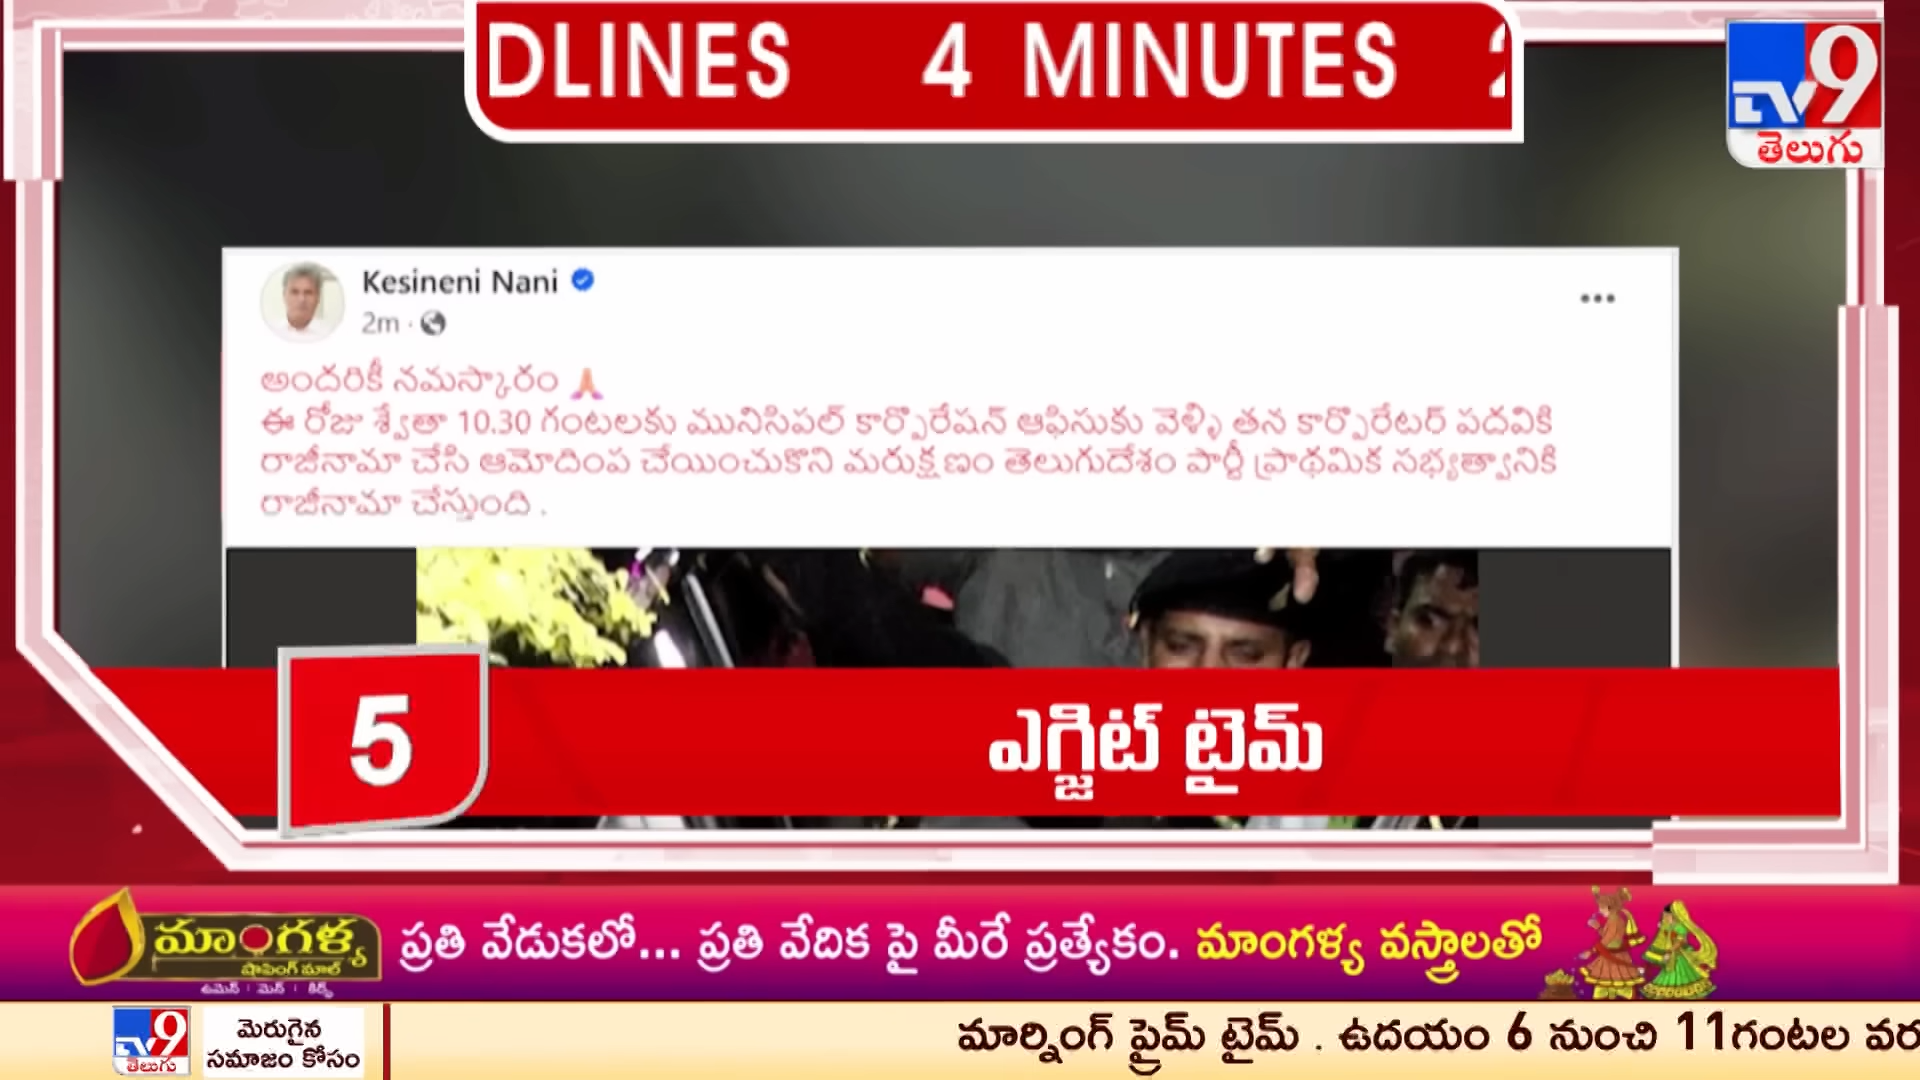 DLINES 4 MINUTES
TV9
తెలుగు
Kesineni Nani
2m ·
అందరికీ నమస్కారం 🙏
ఈ రోజు శ్వేతా 10.30 గంటలకు మునిసిపల్ కార్పొరేషన్ ఆఫిసుకు వెళ్ళి తన కార్పొరేటర్ పదవికి
రాజీనామా చేసి ఆమోదింప చేయించుకొని మరుక్షణం తెలుగుదేశం పార్టీ ప్రాథమిక సభ్యత్వానికి
రాజీనామా చేస్తుంది .
5 ఎగ్జిట్ టైమ్
మాంగళ్య
షాపింగ్ మాల్
ఉమెన్ | మెన్ | కిడ్స్
ప్రతి వేడుకలో... ప్రతి వేదిక పై మీరే ప్రత్యేకం. మాంగళ్య వస్త్రాలతో
TV9
తెలుగు
మెరుగైన
సమాజం కోసం
మార్నింగ్ ప్రైమ్ టైమ్ . ఉదయం 6 నుంచి 11గంటల వర